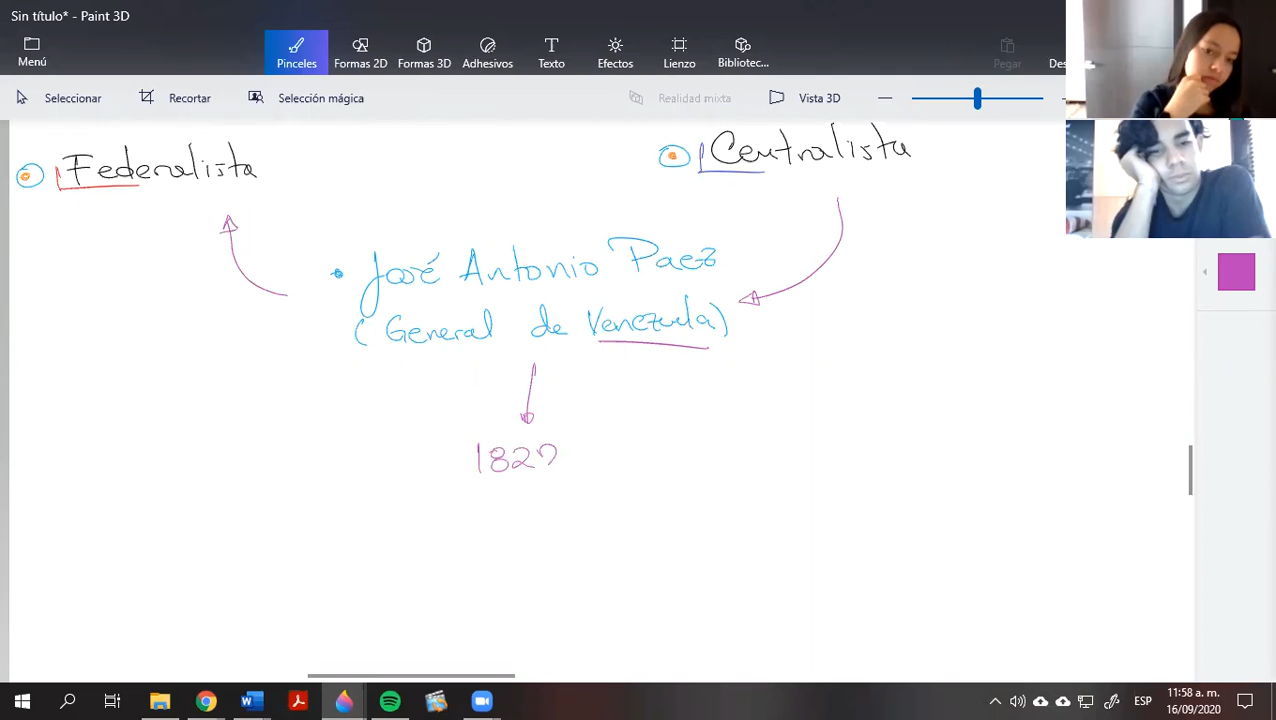 Sin título* - Paint 3D
Menú
Pinceles
Formas 2D
Formas 3D
Adhesivos
Texto
Efectos
Lienzo
Bibliotec...
Pegar
Des
Seleccionar
Recortar
Selección mágica
Realidad mixta
Vista 3D
Federalista
Centralista
José Antonio Paez
(General de Venezuela)
ESP
11:58 a. m.
16/09/2020